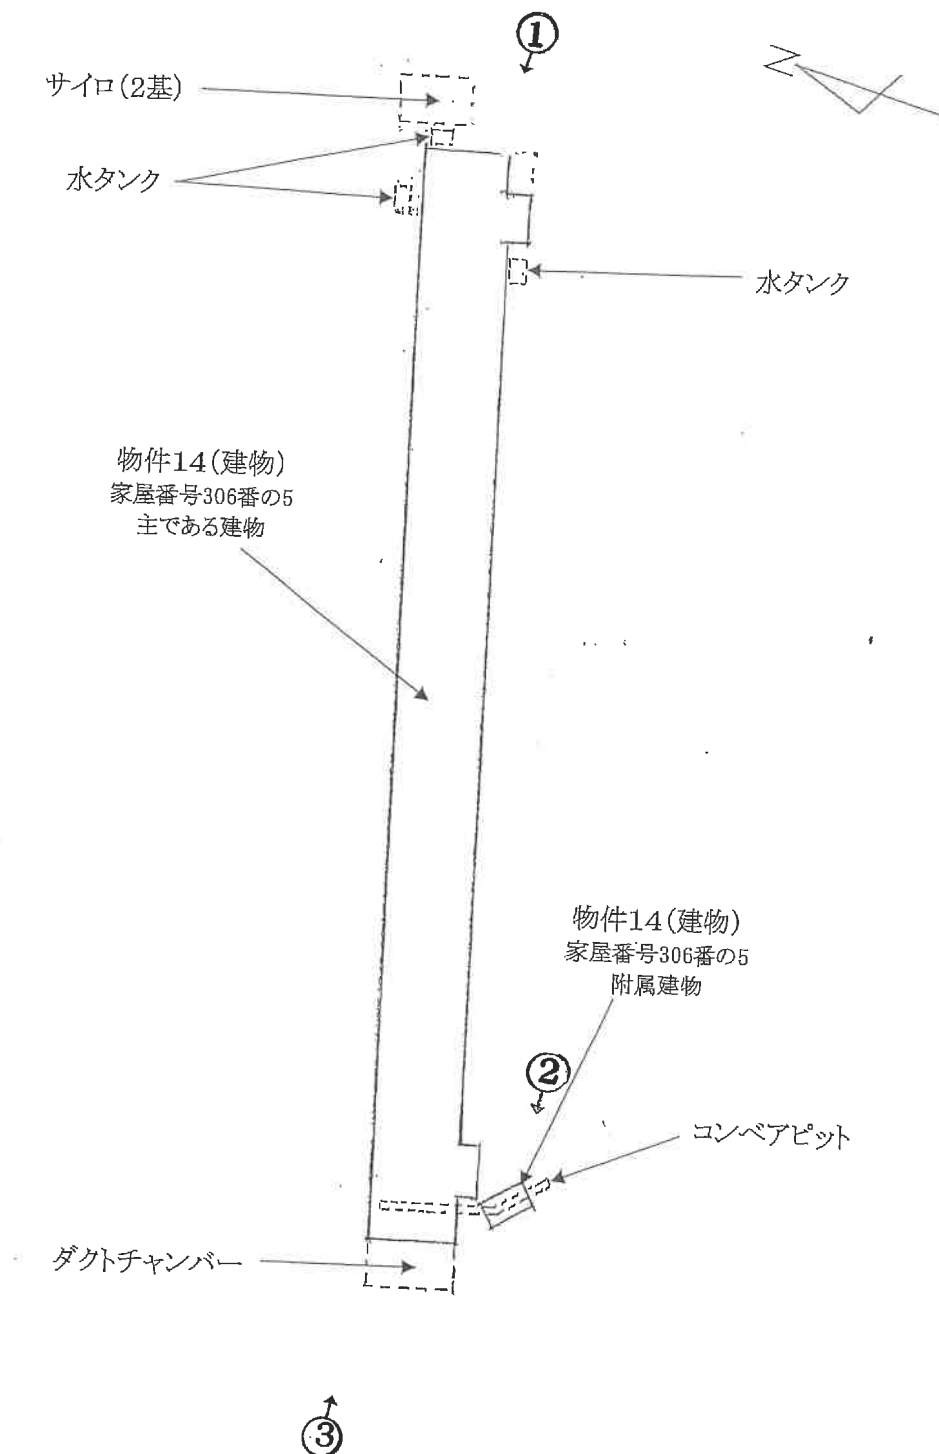 ①
サイロ(2基)
水タンク
水タンク
物件14(建物)
家屋番号306番の5
主である建物
物件14(建物)
家屋番号306番の5
附属建物
②
コンベアピット
ダクトチャンバー
③